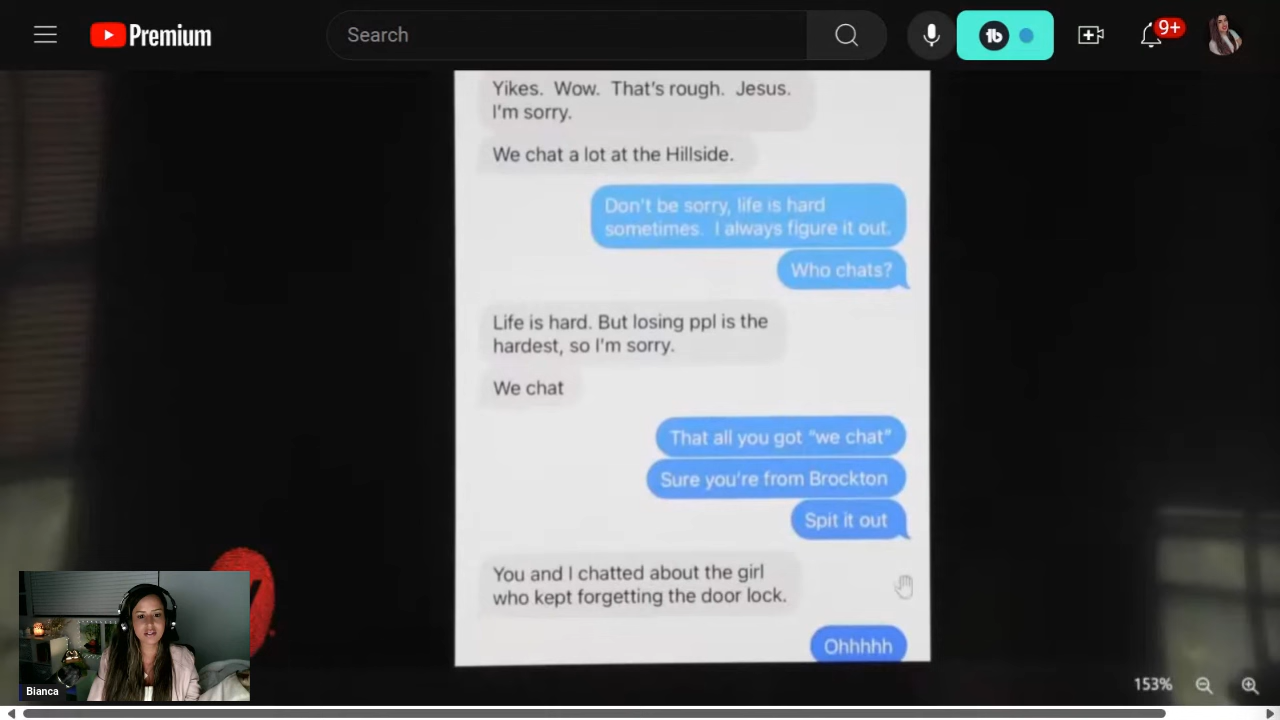 Premium
Search
9+
Yikes. Wow. That's rough. Jesus.
I'm sorry.
We chat a lot at the Hillside.
Don't be sorry, life is hard
sometimes. I always figure it out.
Who chats?
Life is hard. But losing ppl is the
hardest, so I'm sorry.
We chat
That all you got "we chat"
Sure you're from Brockton
Spit it out
You and I chatted about the girl
who kept forgetting the door lock.
Ohhhhh
Bianca
153%